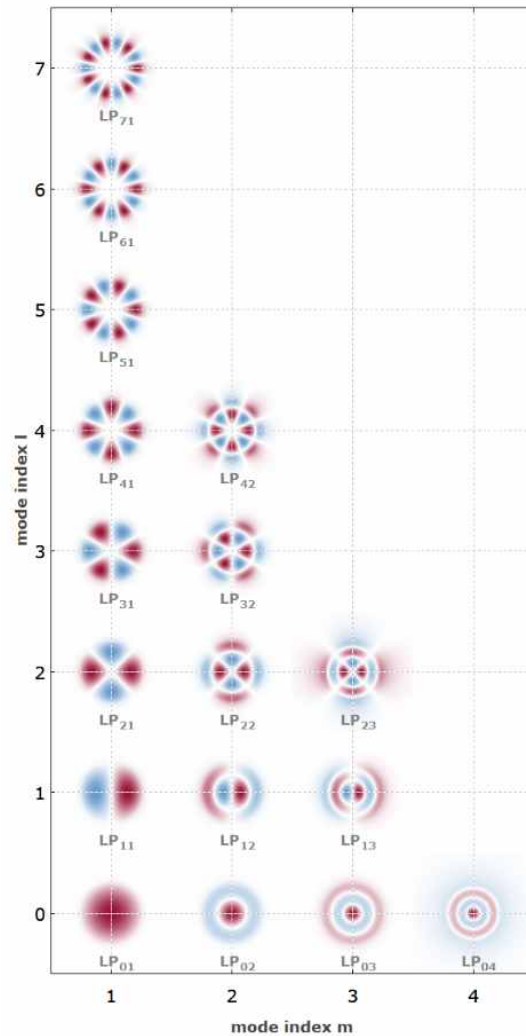 7
LP71
6
LP61
5
LP51
4
LP41 LP42
mode index l
3
LP31 LP32
2
LP21 LP22 LP23
1
LP11 LP12 LP13
0
LP01 LP02 LP03 LP04
1 2 3 4
mode index m